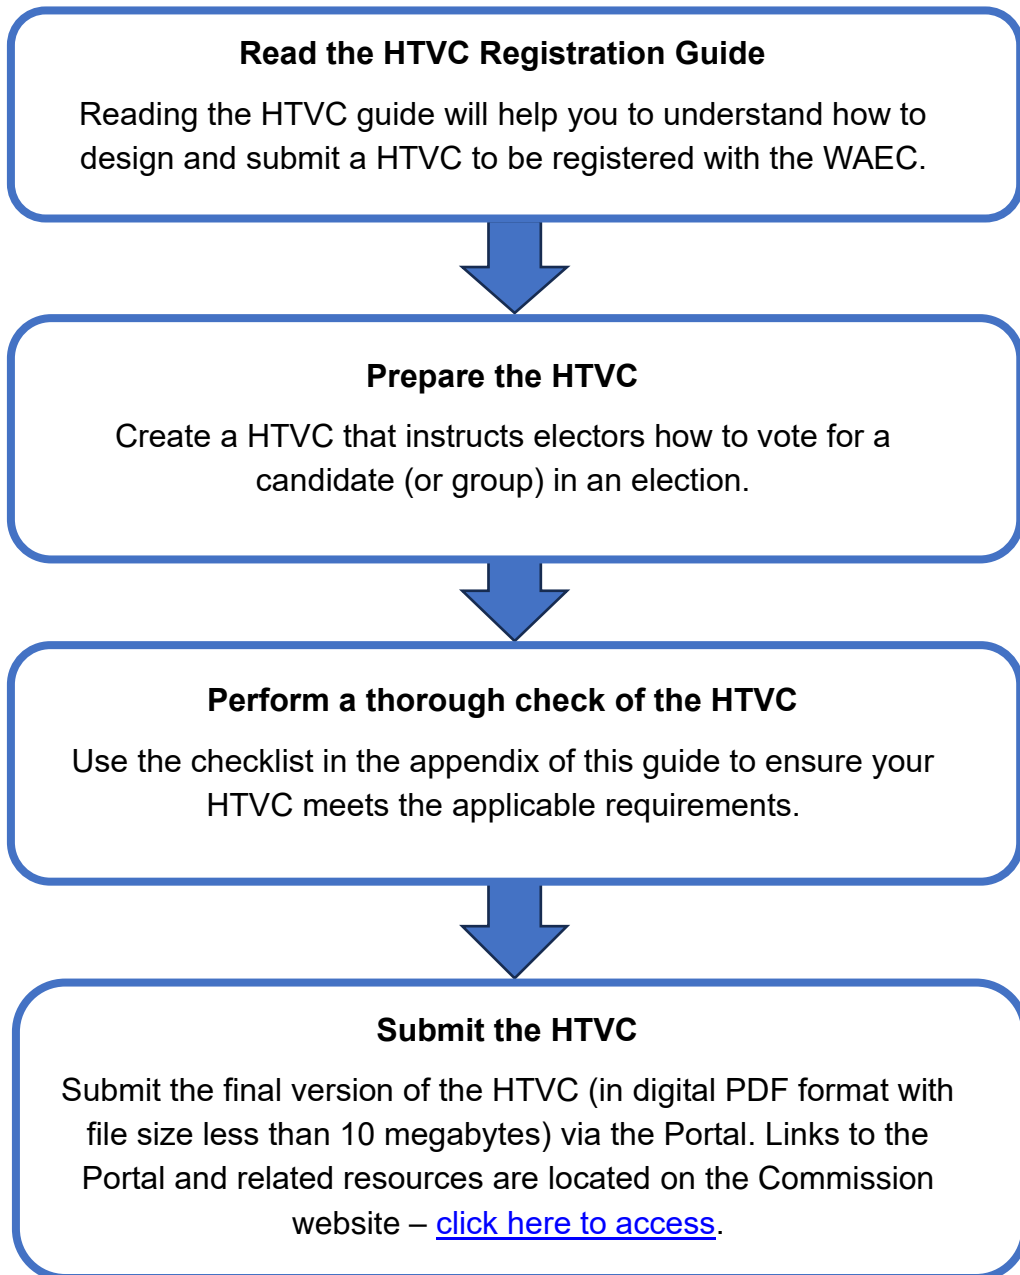 Read the HTVC Registration Guide
Reading the HTVC guide will help you to understand how to
design and submit a HTVC to be registered with the WAEC.
Prepare the HTVC
Create a HTVC that instructs electors how to vote for a
candidate (or group) in an election.
Perform a thorough check of the HTVC
Use the checklist in the appendix of this guide to ensure your
HTVC meets the applicable requirements.
Submit the HTVC
Submit the final version of the HTVC (in digital PDF format with
file size less than 10 megabytes) via the Portal. Links to the
Portal and related resources are located on the Commission
website – click here to access.